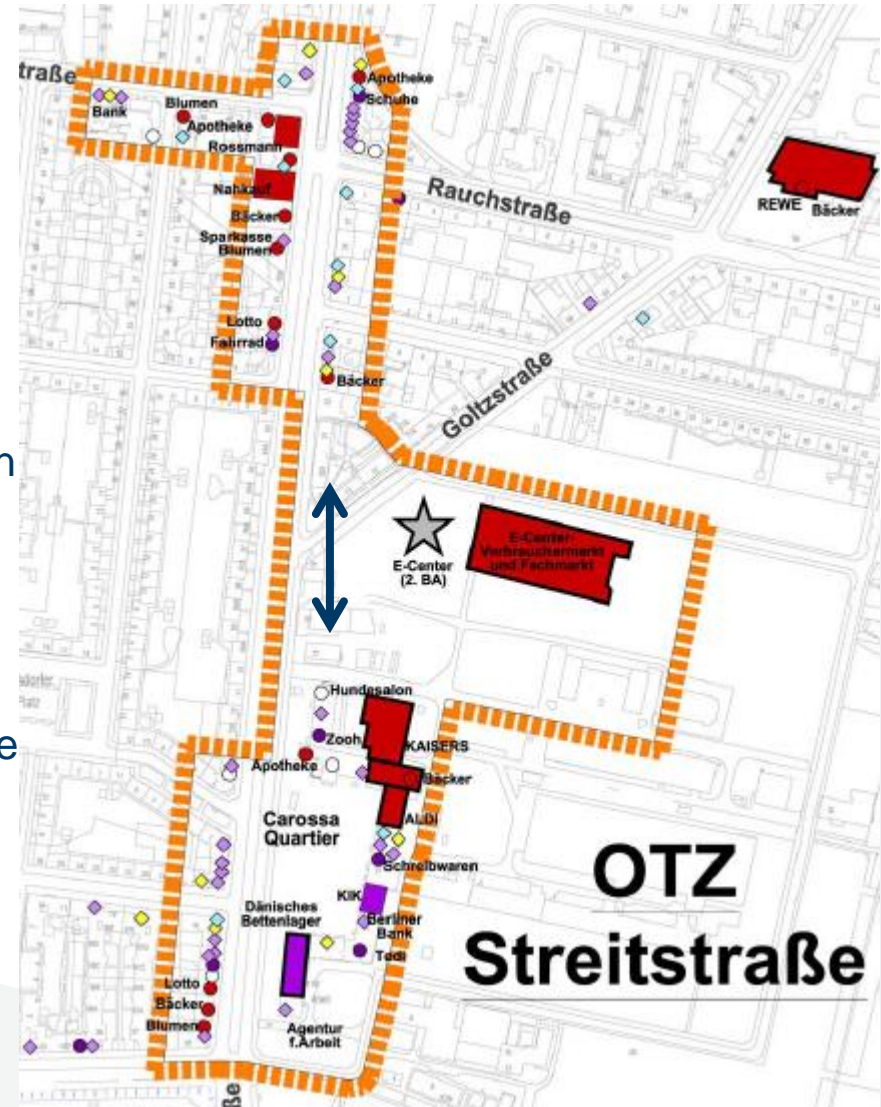 traße
Apotheke
Schuhe
Bank
Blumen
Apotheke
Rossmann
Nahkauf
Rauchstraße
REWE
Bäcker
Bäcker
Sparkasse
Blumen
Lotto
Fahrrad
Bäcker
Goltzstraße
n
E-Center
(2. BA)
E-Center-
Verbrauchermarkt
und Fachmarkt
Hundesalon
Zooh.
KAISERS
e
Apotheke
Bäcker
ALDI
Carossa
Quartier
Schreibwaren
KIK
Dänisches
Bettenlager
Berliner
Bank
Tedi
Lotto
Bäcker
Blumen
Agentur
f.Arbeit
OTZ
Streitstraße
ße